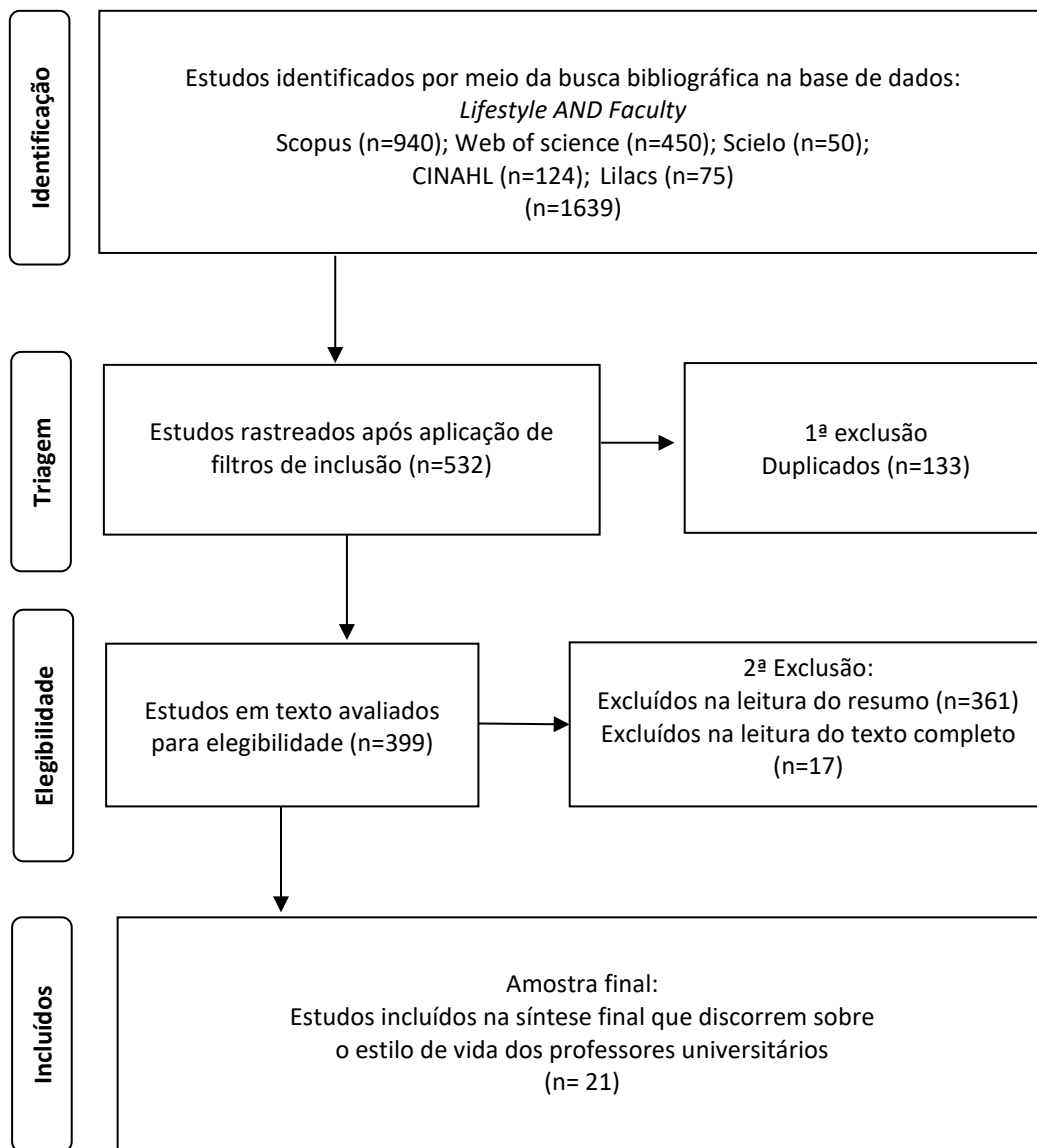 Identificação
Estudos identificados por meio da busca bibliográfica na base de dados:
Lifestyle AND Faculty
Scopus (n=940); Web of science (n=450); Scielo (n=50);
CINAHL (n=124); Lilacs (n=75)
(n=1639)
Triagem
Estudos rastreados após aplicação de
filtros de inclusão (n=532)
1ª exclusão
Duplicados (n=133)
Elegibilidade
Estudos em texto avaliados
para elegibilidade (n=399)
2ª Exclusão:
Excluídos na leitura do resumo (n=361)
Excluídos na leitura do texto completo
(n=17)
Incluídos
Amostra final:
Estudos incluídos na síntese final que discorrem sobre
o estilo de vida dos professores universitários
(n= 21)